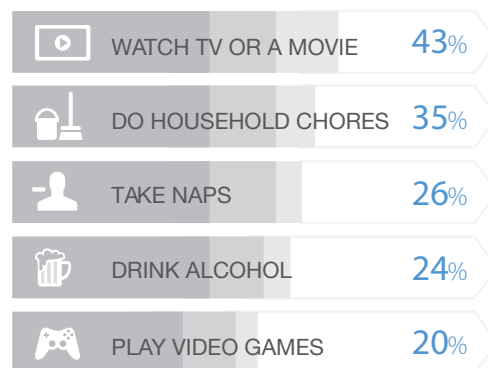 WATCH TV OR A MOVIE 43%
DO HOUSEHOLD CHORES 35%
TAKE NAPS 26%
DRINK ALCOHOL 24%
PLAY VIDEO GAMES 20%